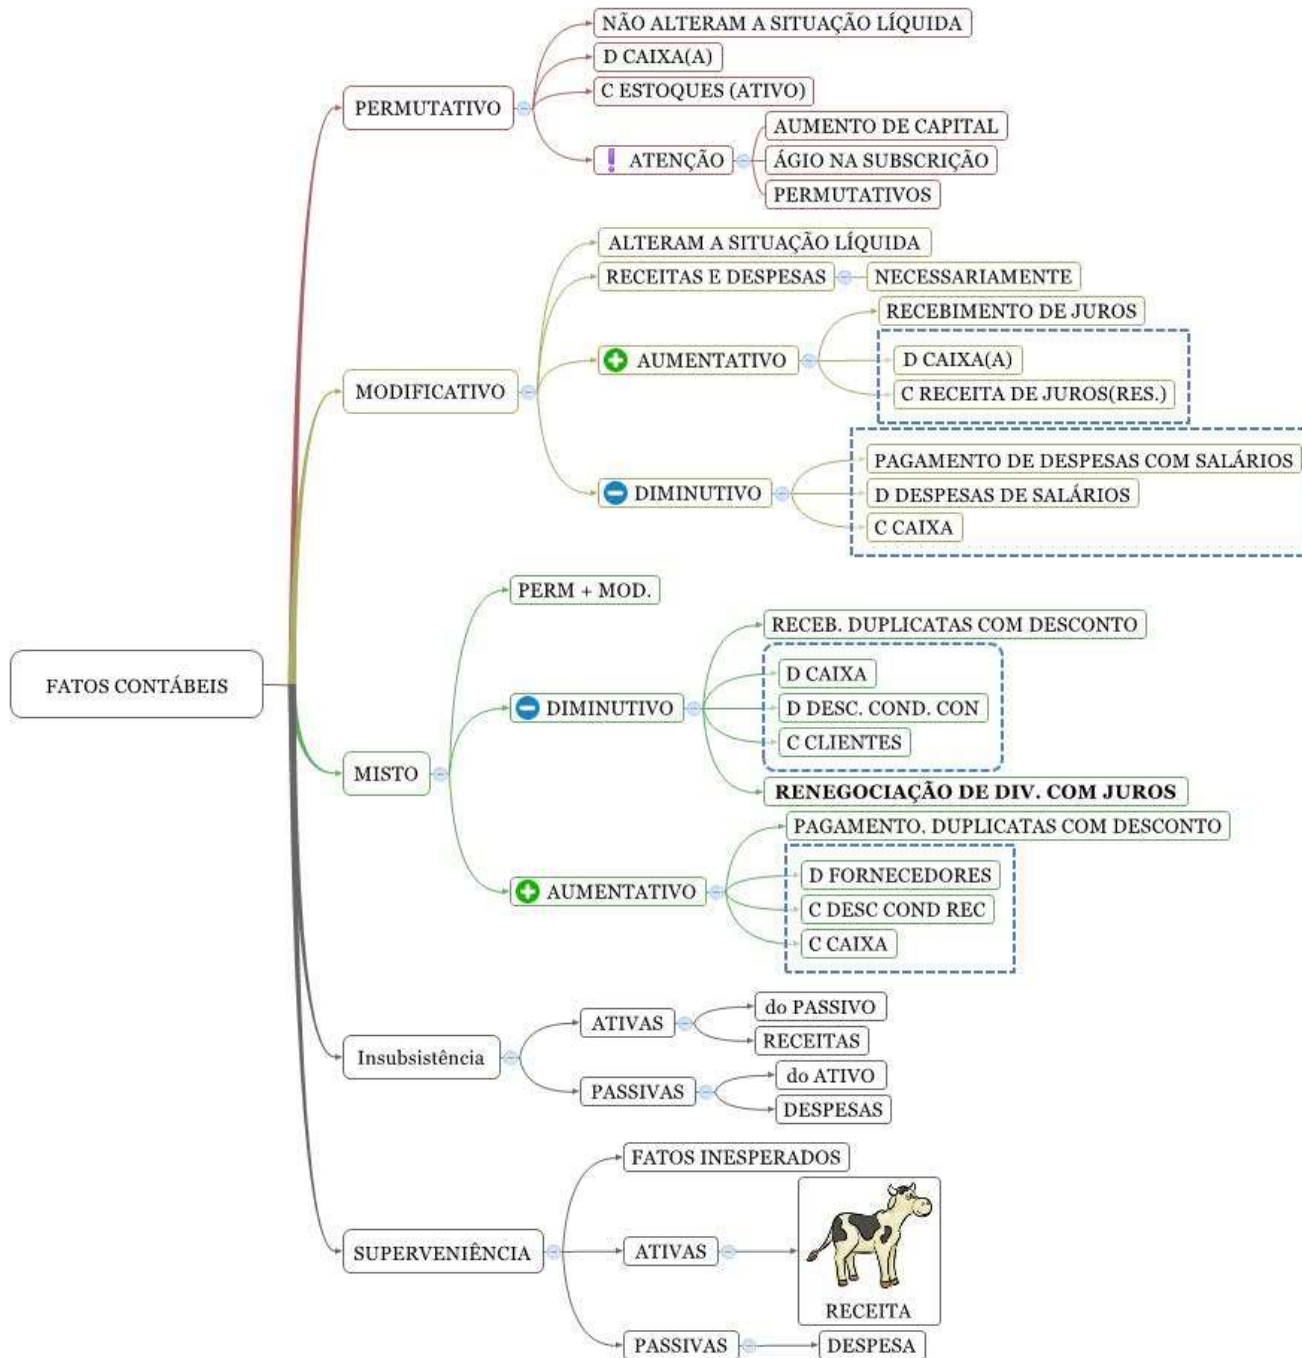 NÃO ALTERAM A SITUAÇÃO LÍQUIDA
D CAIXA(A)
PERMUTATIVO
C ESTOQUES (ATIVO)
AUMENTO DE CAPITAL
! ATENÇÃO
ÁGIO NA SUBSCRIÇÃO
PERMUTATIVOS
ALTERAM A SITUAÇÃO LÍQUIDA
RECEITAS E DESPESAS
NECESSARIAMENTE
RECEBIMENTO DE JUROS
AUMENTATIVO
D CAIXA(A)
MODIFICATIVO
C RECEITA DE JUROS(RES.)
PAGAMENTO DE DESPESAS COM SALÁRIOS
DIMINUTIVO
D DESPESAS DE SALÁRIOS
C CAIXA
PERM + MOD.
RECEB. DUPLICATAS COM DESCONTO
FATOS CONTÁBEIS
D CAIXA
DIMINUTIVO
D DESC. COND. CON
C CLIENTES
MISTO
RENEGOCIAÇÃO DE DIV. COM JUROS
PAGAMENTO. DUPLICATAS COM DESCONTO
D FORNECEDORES
AUMENTATIVO
C DESC COND REC
C CAIXA
do PASSIVO
ATIVAS
RECEITAS
Insubsistência
do ATIVO
PASSIVAS
DESPESAS
FATOS INESPERADOS
SUPERVENIÊNCIA
ATIVAS
RECEITA
PASSIVAS
DESPESA